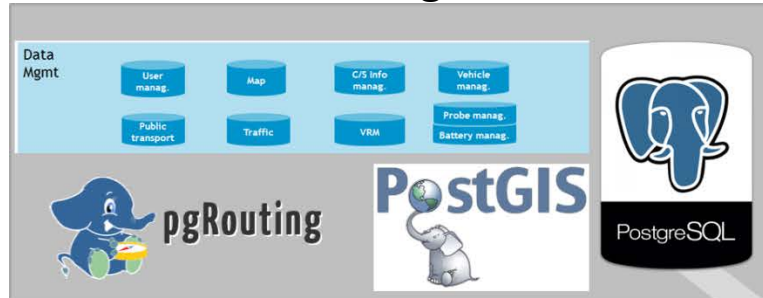 Data
Mgmt
User
manag.
Map
C/S Info
manag.
Vehicle
manag.
Public
transport
Traffic
VRM
Probe manag.
Battery manag.
pgRouting
PostGIS
PostgreSQL